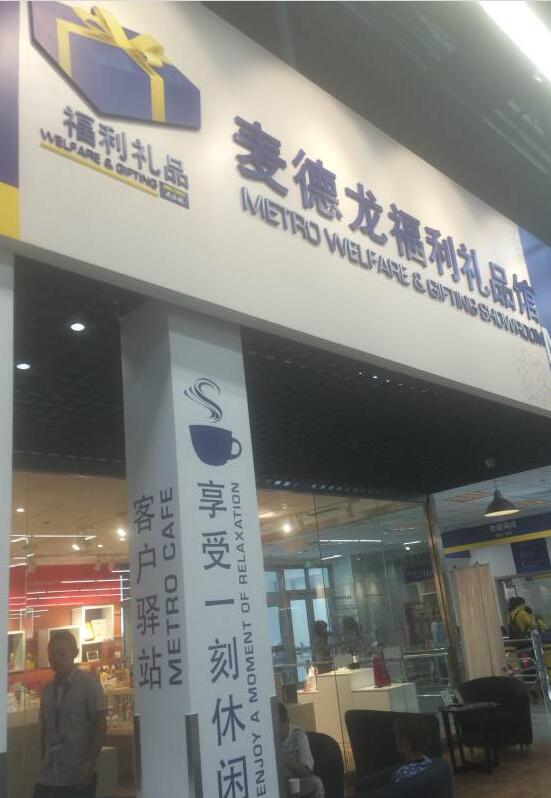 福利礼品
WELFARE & GIFTING
麦德龙福利礼品馆
METRO WELFARE & GIFTING SHOWROOM
客户驿站
METRO CAFE
享受一刻休闲
ENJOY A MOMENT OF RELAXATION